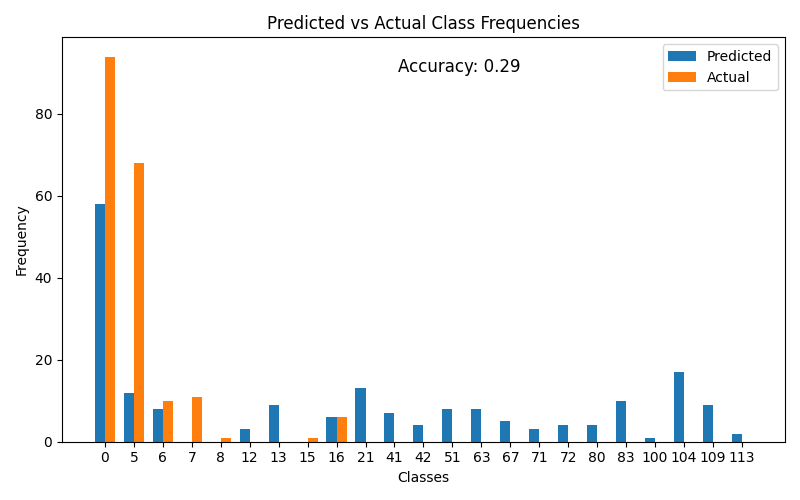 Predicted vs Actual Class Frequencies
Accuracy: 0.29
Predicted
Actual
Frequency
80
60
40
20
0
0 5 6 7 8 12 13 15 16 21 41 42 51 63 67 71 72 80 83 100 104 109 113
Classes